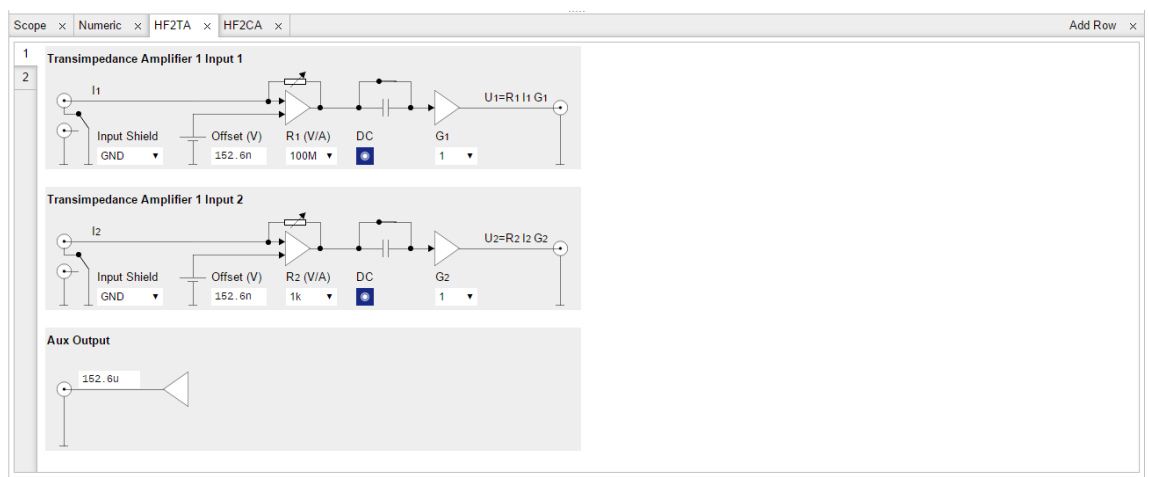 Scope × Numeric × HF2TA × HF2CA × Add Row ×
1
2
Transimpedance Amplifier 1 Input 1
I1
U1=R1 I1 G1
Input Shield Offset (V) R1 (V/A) DC G1
GND 152.6n 100M 1
Transimpedance Amplifier 1 Input 2
I2
U2=R2 I2 G2
Input Shield Offset (V) R2 (V/A) DC G2
GND 152.6n 1k 1
Aux Output
152.6u